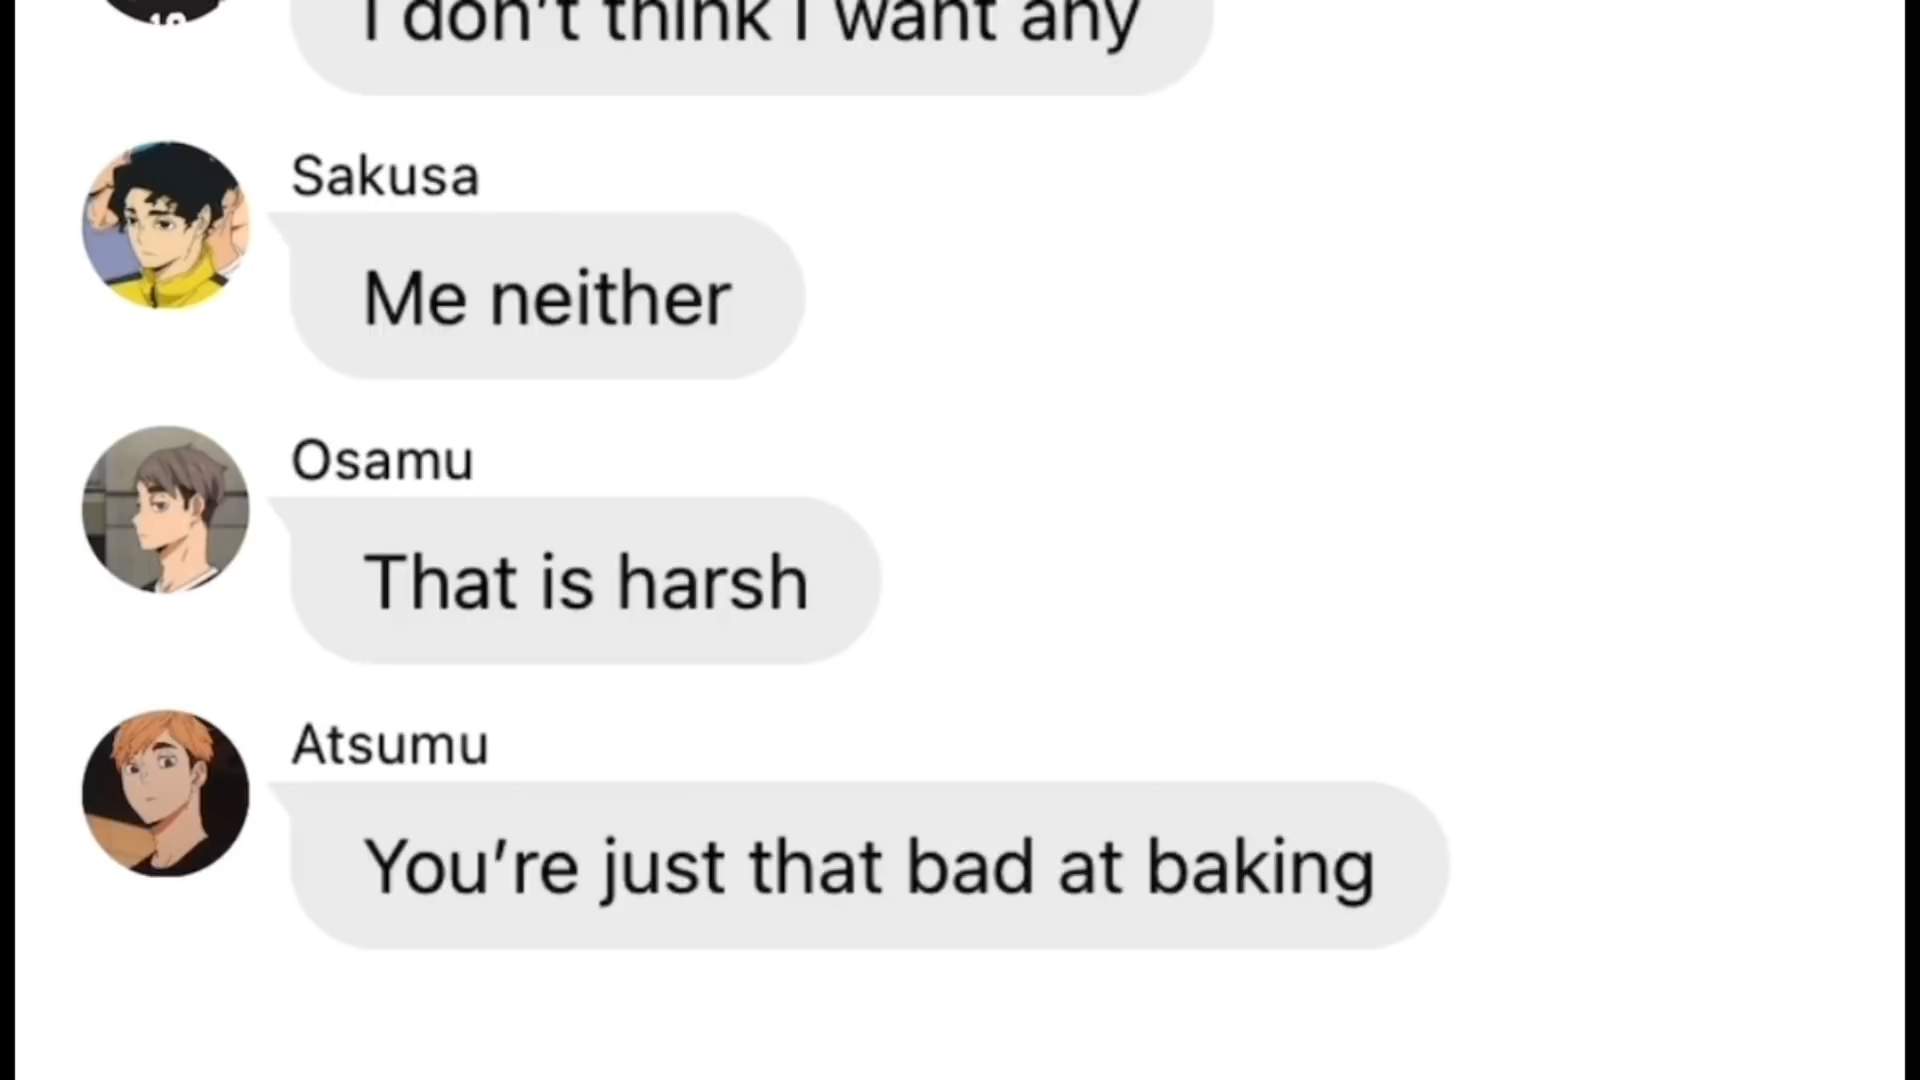 10
I don't think I want any
Sakusa
Me neither
Osamu
That is harsh
Atsumu
You're just that bad at baking